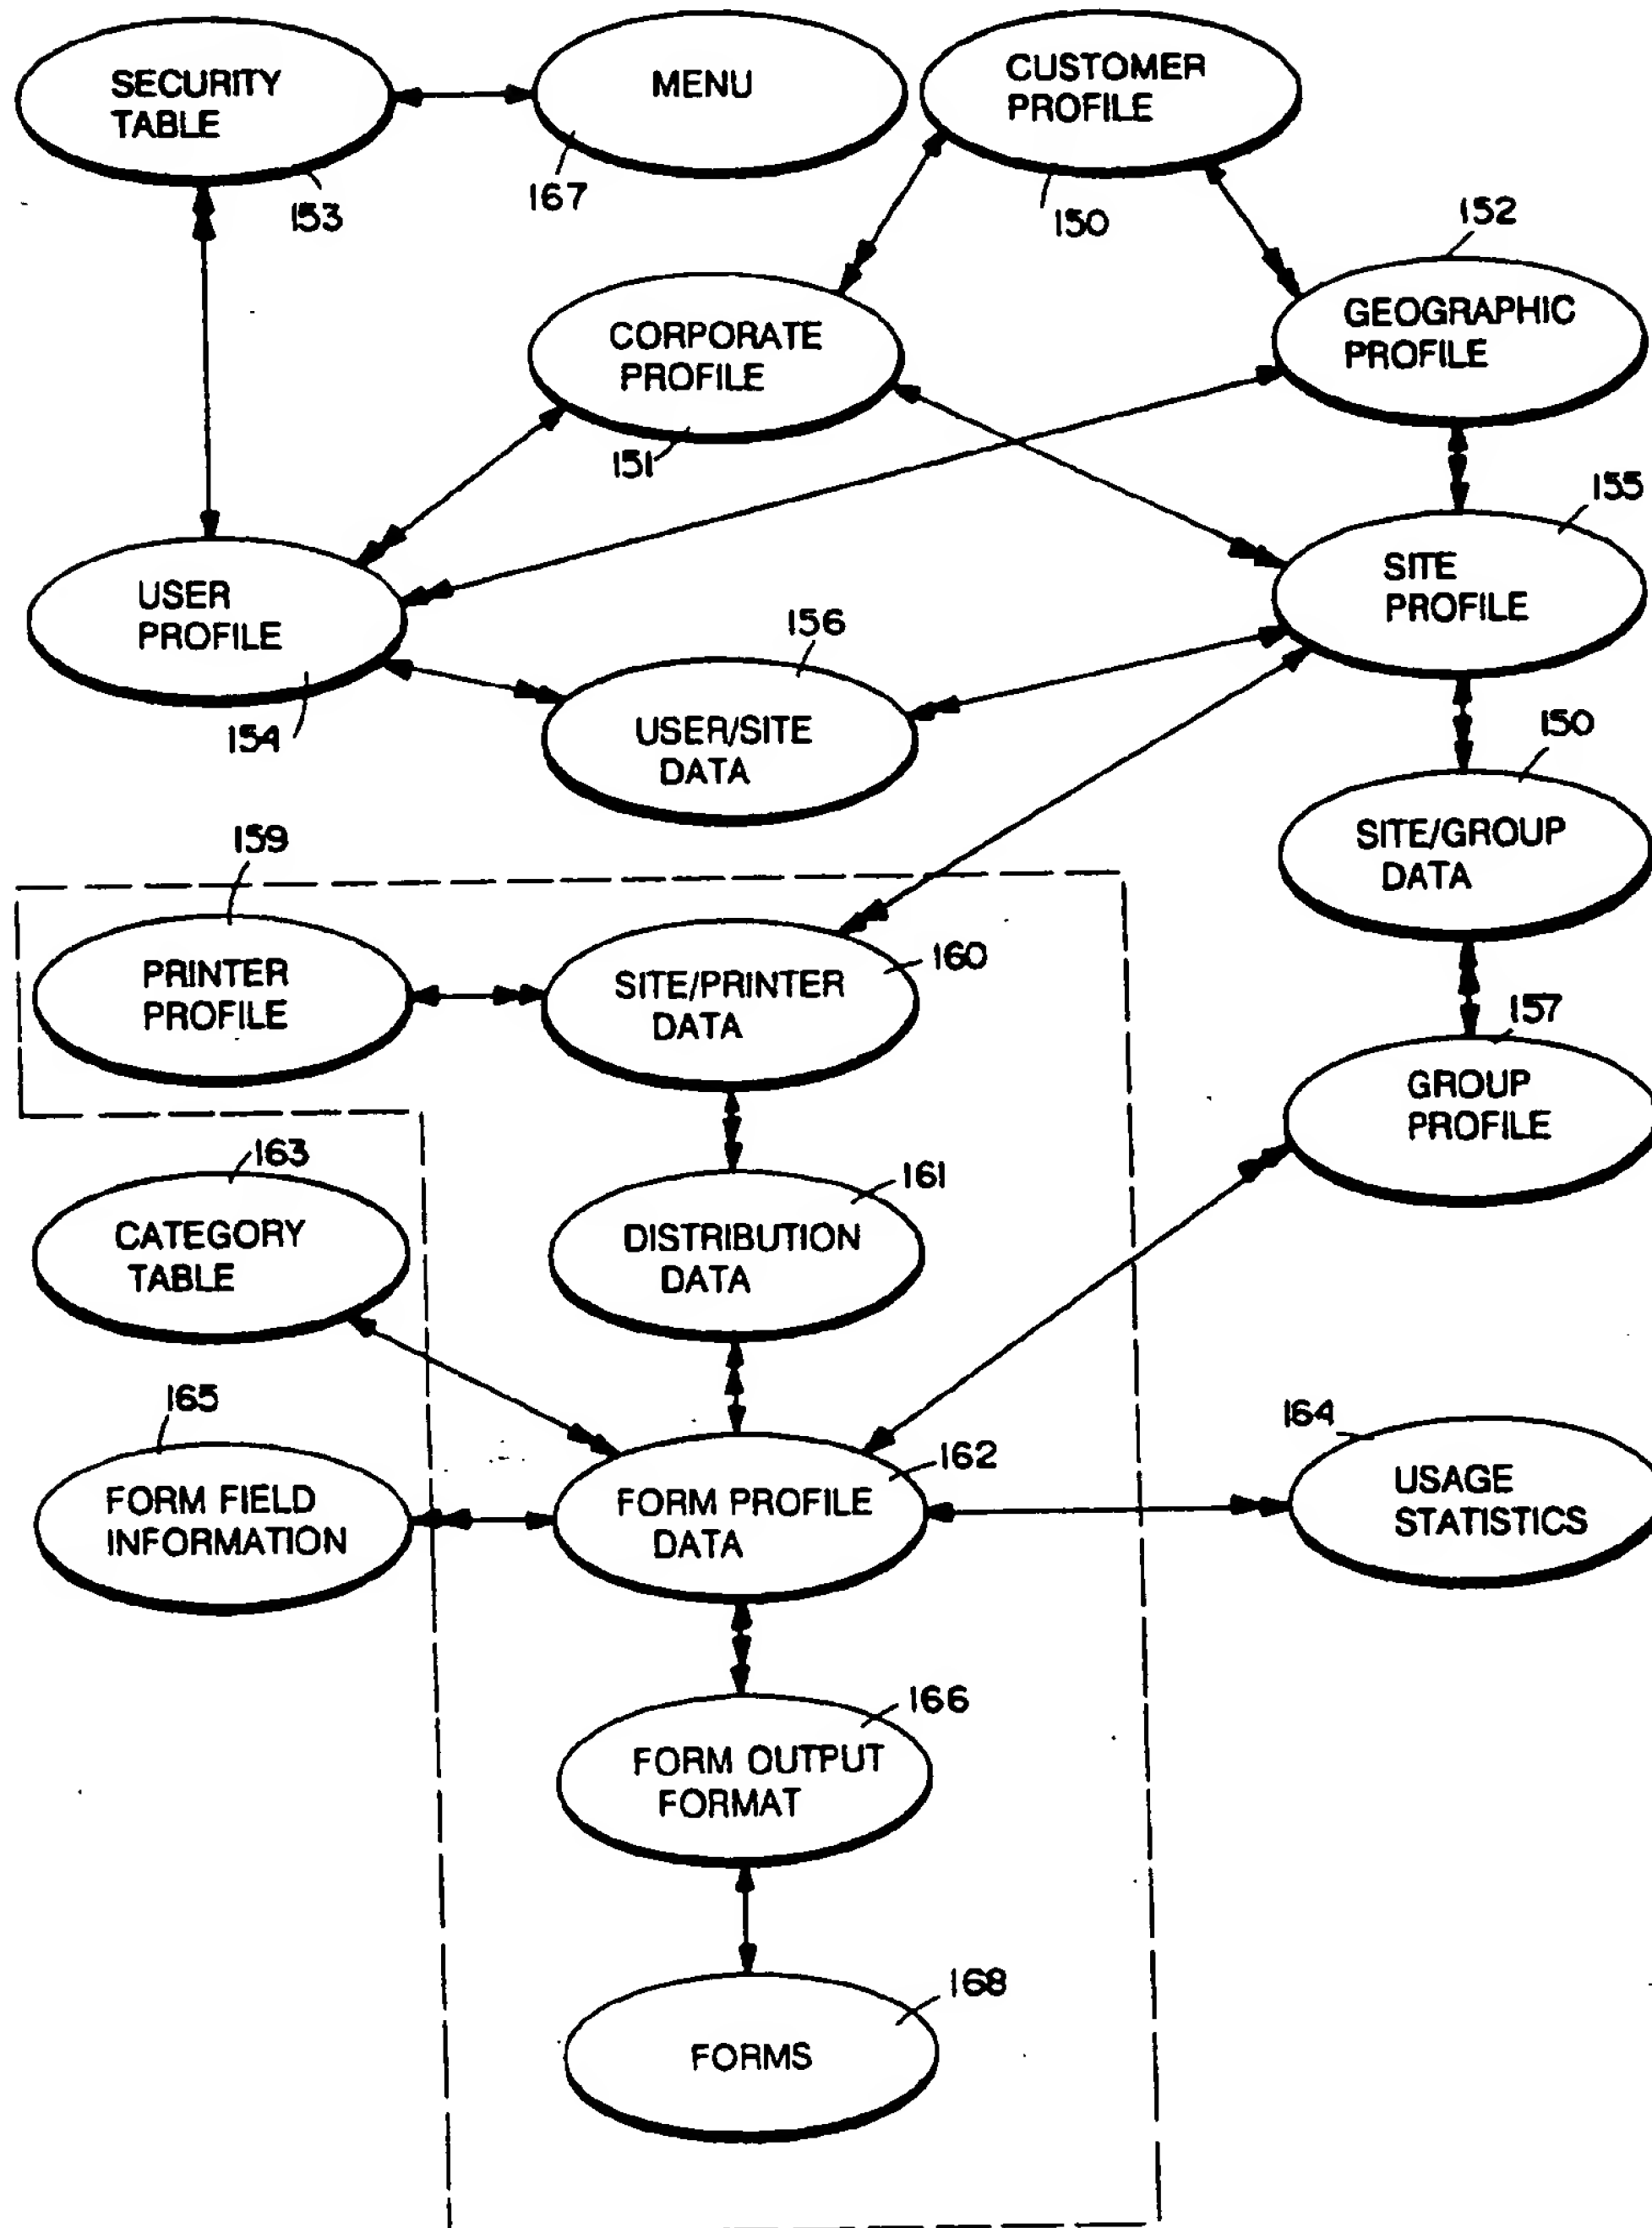 SECURITY
TABLE
153
MENU
167
CUSTOMER
PROFILE
150
152
GEOGRAPHIC
PROFILE
CORPORATE
PROFILE
151
155
SITE
PROFILE
USER
PROFILE
154
156
USER/SITE
DATA
150
SITE/GROUP
DATA
159
PRINTER
PROFILE
160
SITE/PRINTER
DATA
157
GROUP
PROFILE
163
CATEGORY
TABLE
161
DISTRIBUTION
DATA
165
FORM FIELD
INFORMATION
162
FORM PROFILE
DATA
164
USAGE
STATISTICS
166
FORM OUTPUT
FORMAT
168
FORMS